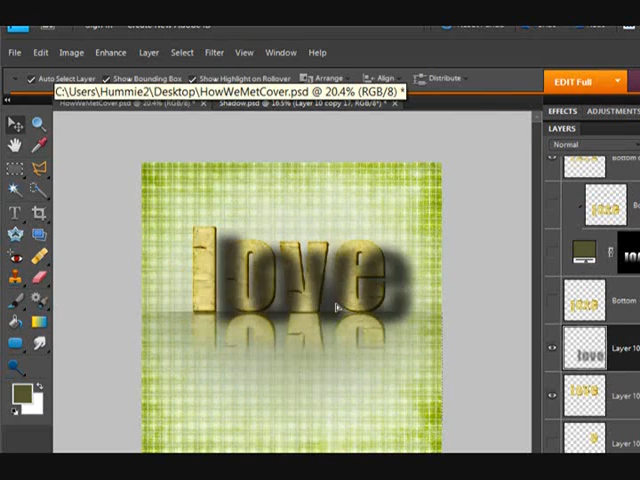 File Edit Image Enhance Layer Select Filter View Window Help
Auto Select Layer Show Bounding Box Show Highlight on Rollover Arrange Align Distribute
EDIT Full
C:\Users\Hummie2\Desktop\HowWeMetCover.psd @ 20.4% (RGB/8) *
HowWeMetCover.psd @ 20.4% (RGB/8) * Shadow.psd @ 16.5% (Layer 10 copy 17, RGB/8*) *
EFFECTS ADJUSTMENTS
LAYERS
Normal
love
Bo
Bottom
Layer 10
Layer 10